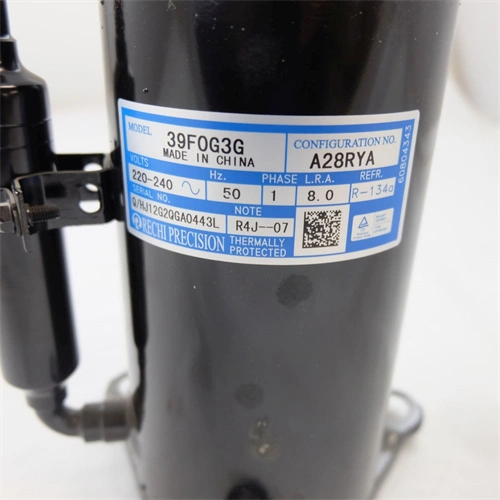 MODEL 39F0G3G CONFIGURATION NO.
MADE IN CHINA A28RYA
VOLTS Hz. PHASE L.R.A. REFR.
220-240 ~ 50 1 8.0 R-134a
SERIAL NO. NOTE
Q/HJ12G2QGA0443L R4J--07
RECHI PRECISION THERMALLY
PROTECTED
60804343